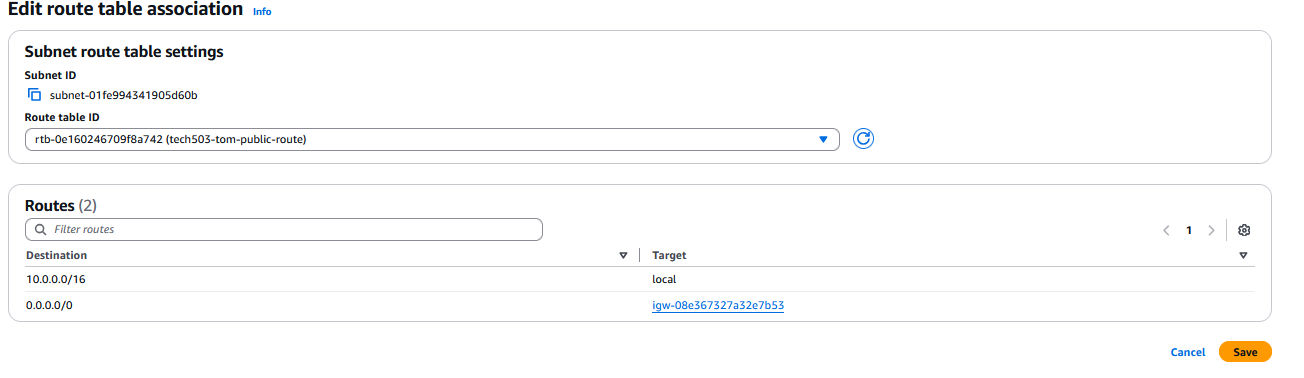 Edit route table association Info
Subnet route table settings
Subnet ID
subnet-01fe994341905d60b
Route table ID
rtb-0e160246709f8a742 (tech503-tom-public-route)
Routes (2)
Filter routes
1
Destination Target
10.0.0.0/16 local
0.0.0.0/0 igw-08e367327a32e7b53
Cancel Save